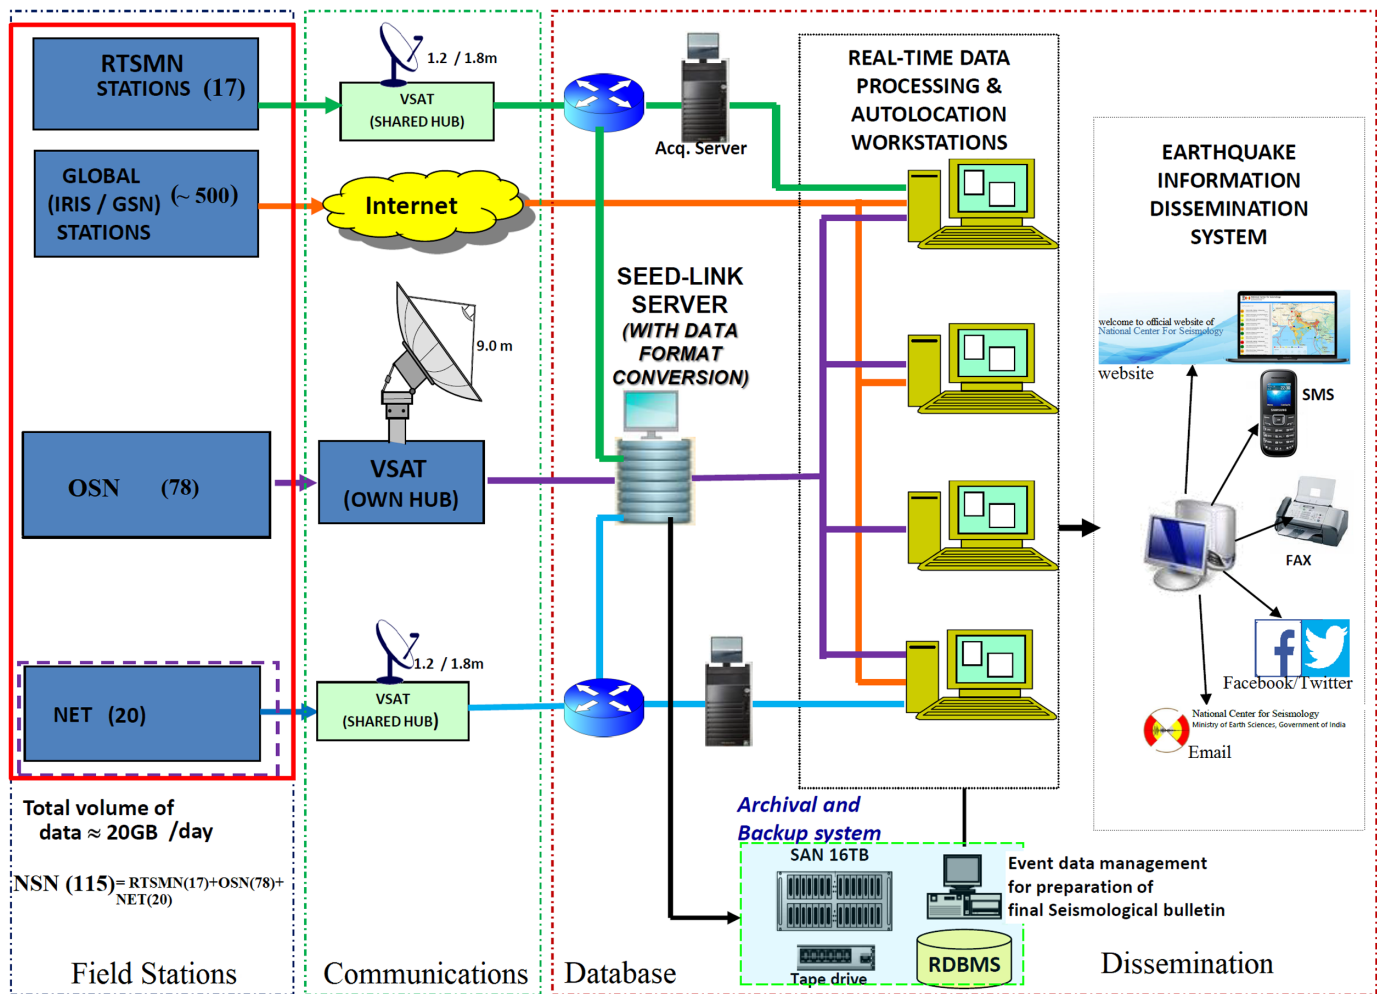 RTSMN
STATIONS (17)
GLOBAL
(IRIS / GSN) (~ 500)
STATIONS
OSN (78)
NET (20)
Total volume of
data ≈ 20GB /day
NSN (115)= RTSMN(17)+OSN(78)+
NET(20)
Field Stations
1.2 / 1.8m
VSAT
(SHARED HUB)
Internet
9.0 m
VSAT
(OWN HUB)
1.2 / 1.8m
VSAT
(SHARED HUB)
Communications
Acq. Server
SEED-LINK
SERVER
(WITH DATA
FORMAT
CONVERSION)
REAL-TIME DATA
PROCESSING &
AUTOLOCATION
WORKSTATIONS
Archival and
Backup system
SAN 16TB
Tape drive
RDBMS
Event data management
for preparation of
final Seismological bulletin
Database
EARTHQUAKE
INFORMATION
DISSEMINATION
SYSTEM
welcome to official website of
National Center For Seismology
website
SMS
SAMSUNG
FAX
Facebook/Twitter
National Center for Seismology
Ministry of Earth Sciences, Government of India
Email
Dissemination